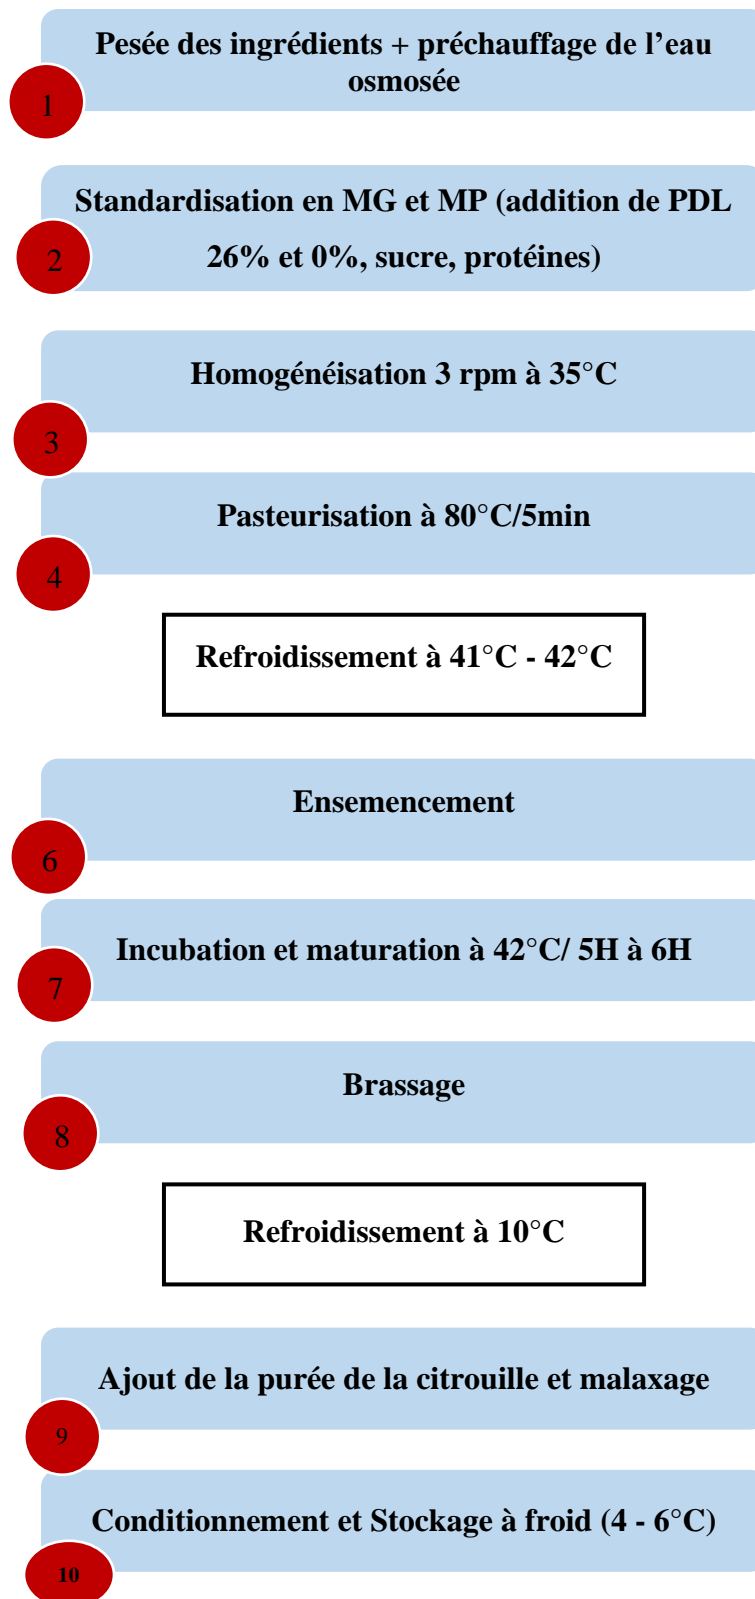 Pesée des ingrédients + préchauffage de l’eau
osmosée
1
Standardisation en MG et MP (addition de PDL
26% et 0%, sucre, protéines)
2
Homogénéisation 3 rpm à 35°C
3
Pasteurisation à 80°C/5min
4
Refroidissement à 41°C - 42°C
Ensemencement
6
Incubation et maturation à 42°C/ 5H à 6H
7
Brassage
8
Refroidissement à 10°C
Ajout de la purée de la citrouille et malaxage
9
Conditionnement et Stockage à froid (4 - 6°C)
10